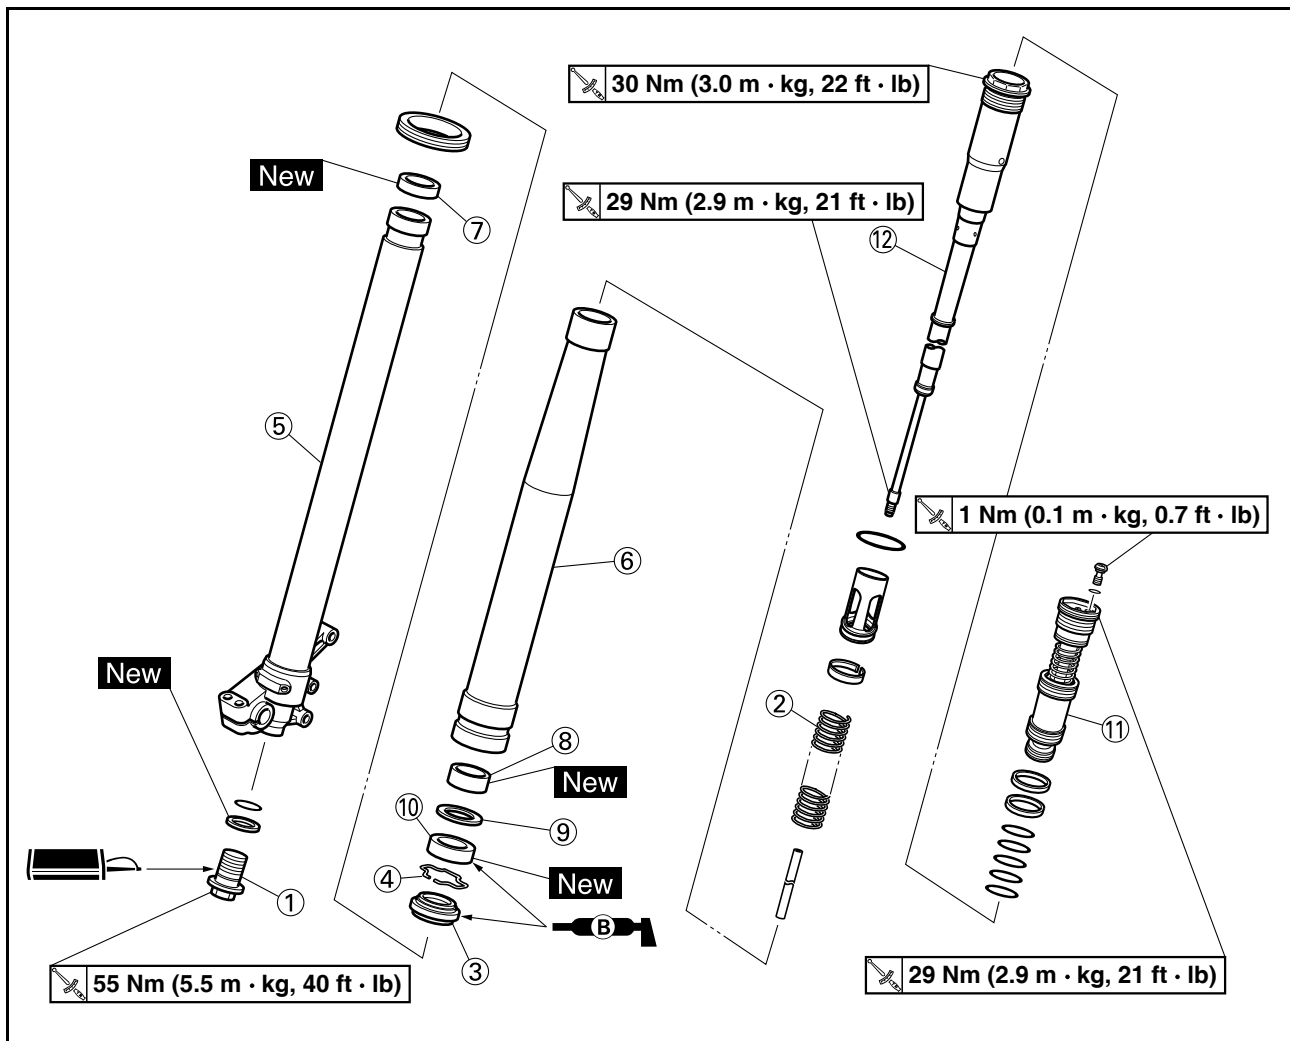 30 Nm (3.0 m · kg, 22 ft · lb)
New
29 Nm (2.9 m · kg, 21 ft · lb)
⑦
⑫
⑤
1 Nm (0.1 m · kg, 0.7 ft · lb)
⑥
New
②
⑪
⑧
New
⑩
⑨
④
New
①
B
③
55 Nm (5.5 m · kg, 40 ft · lb)
29 Nm (2.9 m · kg, 21 ft · lb)